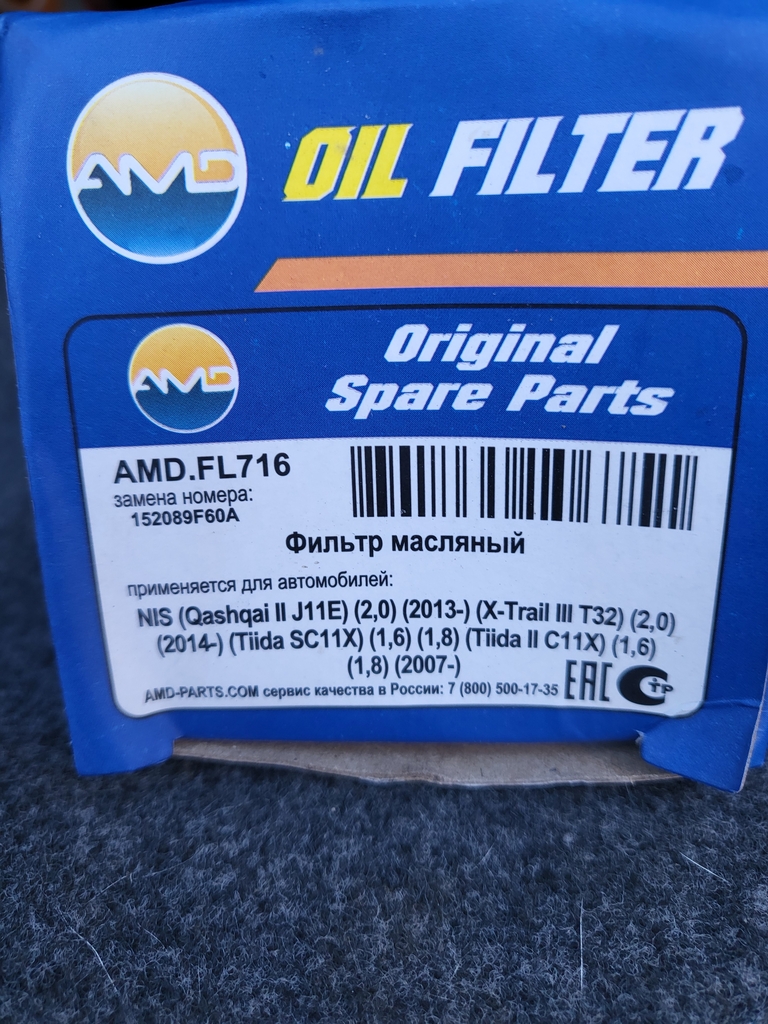 AMD
OIL FILTER
AMD
Original
Spare Parts
AMD.FL716
замена номера:
152089F60A
Фильтр масляный
применяется для автомобилей:
NIS (Qashqai II J11E) (2,0) (2013-) (X-Trail III T32) (2,0)
(2014-) (Tiida SC11X) (1,6) (1,8) (Tiida II C11X) (1,6)
(1,8) (2007-)
AMD-PARTS.COM сервис качества в России: 7 (800) 500-17-35 EAC СТР